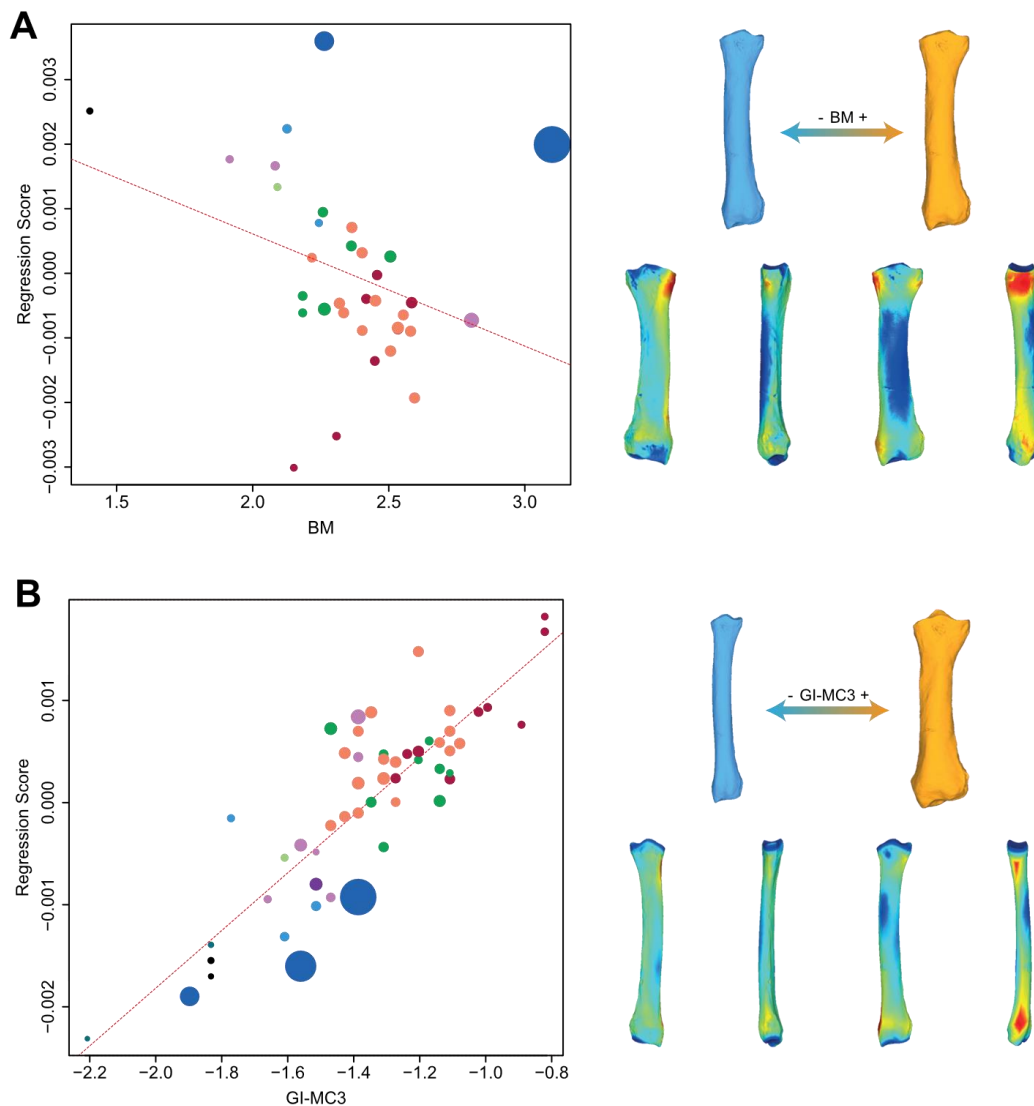 A
0.003
0.002
0.001
0.000
−0.001
−0.002
−0.003
Regression Score
1.5 2.0 2.5 3.0
BM
- BM +
B
0.001
0.000
−0.001
−0.002
Regression Score
−2.2 −2.0 −1.8 −1.6 −1.4 −1.2 −1.0 −0.8
GI-MC3
- GI-MC3 +